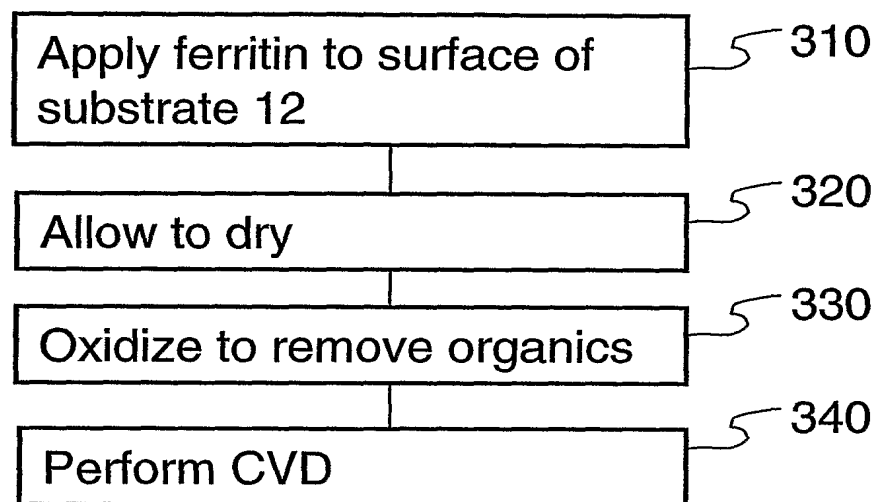 Apply ferritin to surface of
substrate 12
310
Allow to dry
320
Oxidize to remove organics
330
Perform CVD
340